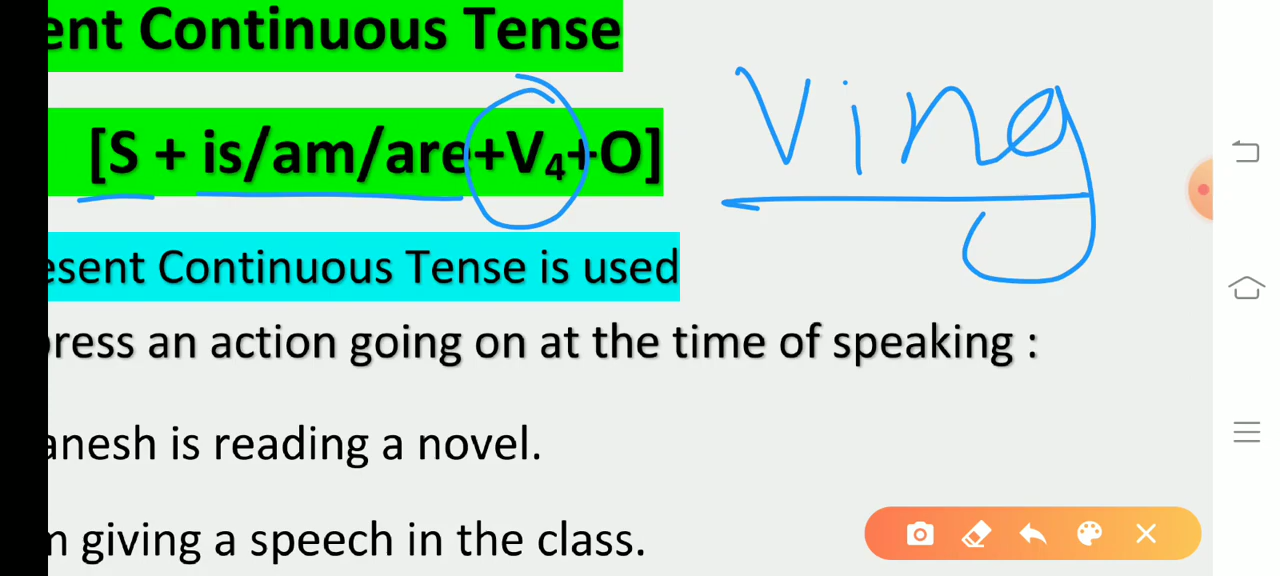 ent Continuous Tense
[S + is/am/are+V₄+O]
Ving
esent Continuous Tense is used
press an action going on at the time of speaking :
anesh is reading a novel.
m giving a speech in the class.